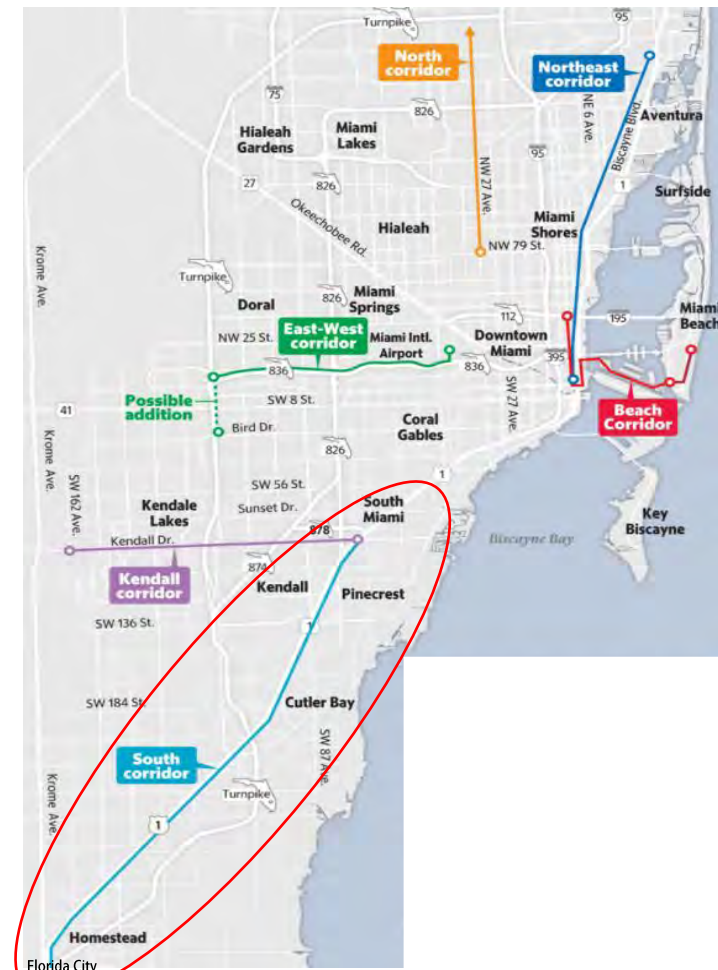 Turnpike
95
North
corridor
Northeast
corridor
75
NE 6 Ave.
Biscayne Blvd.
Aventura
826
Hialeah
Gardens
Miami
Lakes
95
NW 27 Ave.
27
826
1
Surfside
Okeechobee Rd.
Hialeah
Miami
Shores
NW 79 St.
Krome Ave.
Turnpike
Doral
826
Miami
Springs
112
195
Miami
Beach
NW 25 St.
East-West
corridor
Miami Intl.
Airport
Downtown
Miami
836
836
395
Possible
addition
SW 8 St.
SW 27 Ave.
Beach
Corridor
41
Bird Dr.
Coral
Gables
Krome Ave.
826
1
SW 162 Ave.
SW 56 St.
Kendale
Lakes
Sunset Dr.
South
Miami
Key
Biscayne
878
Kendall Dr.
Biscayne Bay
874
Kendall
corridor
Kendall
Pinecrest
SW 136 St.
1
SW 184 St.
Cutler Bay
South
corridor
SW 87 Ave.
Krome Ave.
Turnpike
1
Homestead
Florida City